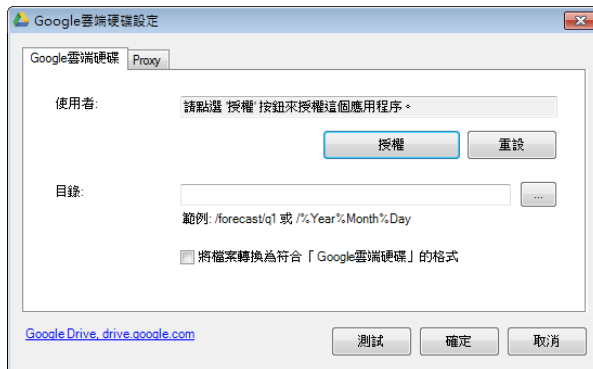 Google雲端硬碟設定
Google雲端硬碟 Proxy
使用者: 請點選 '授權' 按鈕來授權這個應用程序。
授權 重設
目錄: ...
範例: /forecast/q1 或 /%Year%Month%Day
將檔案轉換為符合「Google雲端硬碟」的格式
Google Drive, drive.google.com 測試 確定 取消